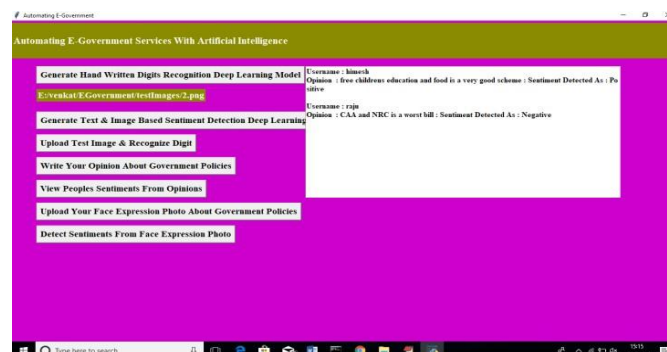 Automating E-Government
Automating E-Government Services With Artificial Intelligence
Generate Hand Written Digits Recognition Deep Learning Model
E:/venkat/EGovernment/testImages/2.png
Generate Text & Image Based Sentiment Detection Deep Learning
Upload Test Image & Recognize Digit
Write Your Opinion About Government Policies
View Peoples Sentiments From Opinions
Upload Your Face Expression Photo About Government Policies
Detect Sentiments From Face Expression Photo
Username : himesh
Opinion : free childrens education and food is a very good scheme : Sentiment Detected As : Po
sitive
Username : raju
Opinion : CAA and NRC is a worst bill : Sentiment Detected As : Negative
Type here to search
15:15